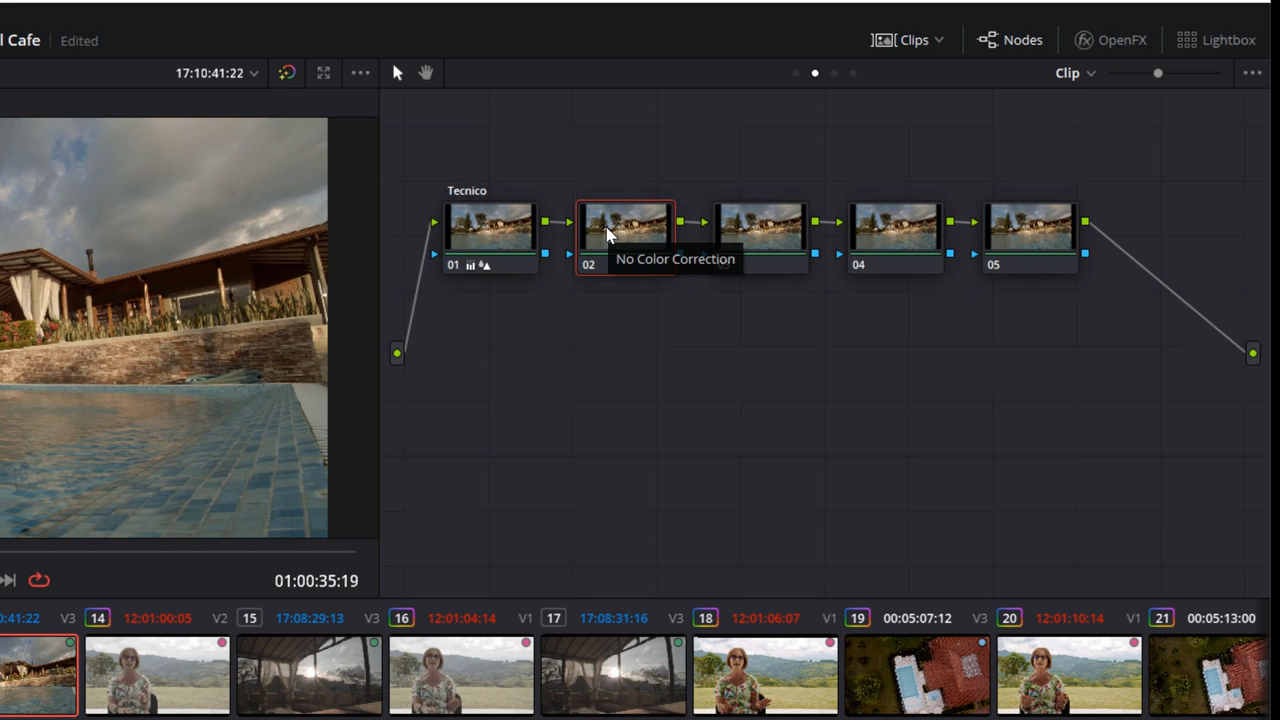 l Cafe Edited
Clips Nodes OpenFX Lightbox
17:10:41:22
Clip
Tecnico
No Color Correction
01 02 04 05
01:00:35:19
0:41:22 V3 14 12:01:00:05 V2 15 17:08:29:13 V3 16 12:01:04:14 V1 17 17:08:31:16 V3 18 12:01:06:07 V1 19 00:05:07:12 V3 20 12:01:10:14 V1 21 00:05:13:00